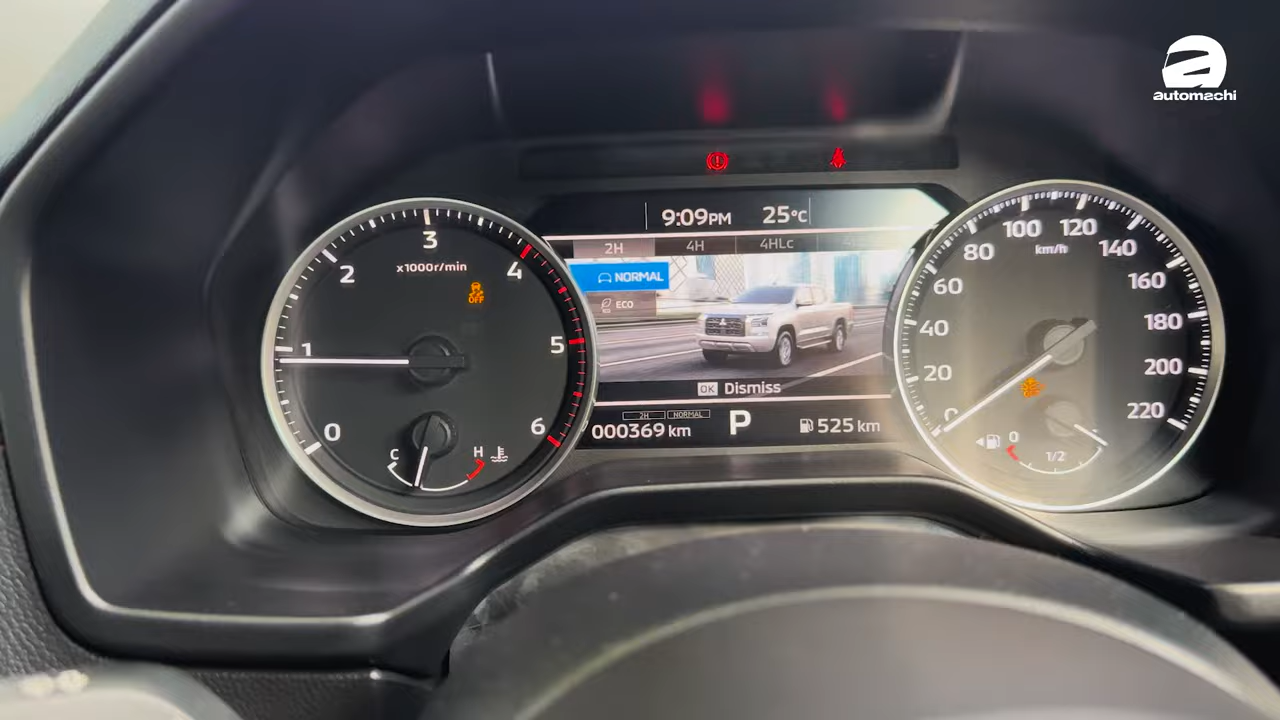 automachi
9:09PM 25°C
2H 4H 4HLc
NORMAL
ECO
OK Dismiss
2H NORMAL
000369 km P 525 km
0 1 2 3 4 5 6
x1000r/min
OFF
C H
0 20 40 60 80 100 120 140 160 180 200 220
km/h
0 1/2